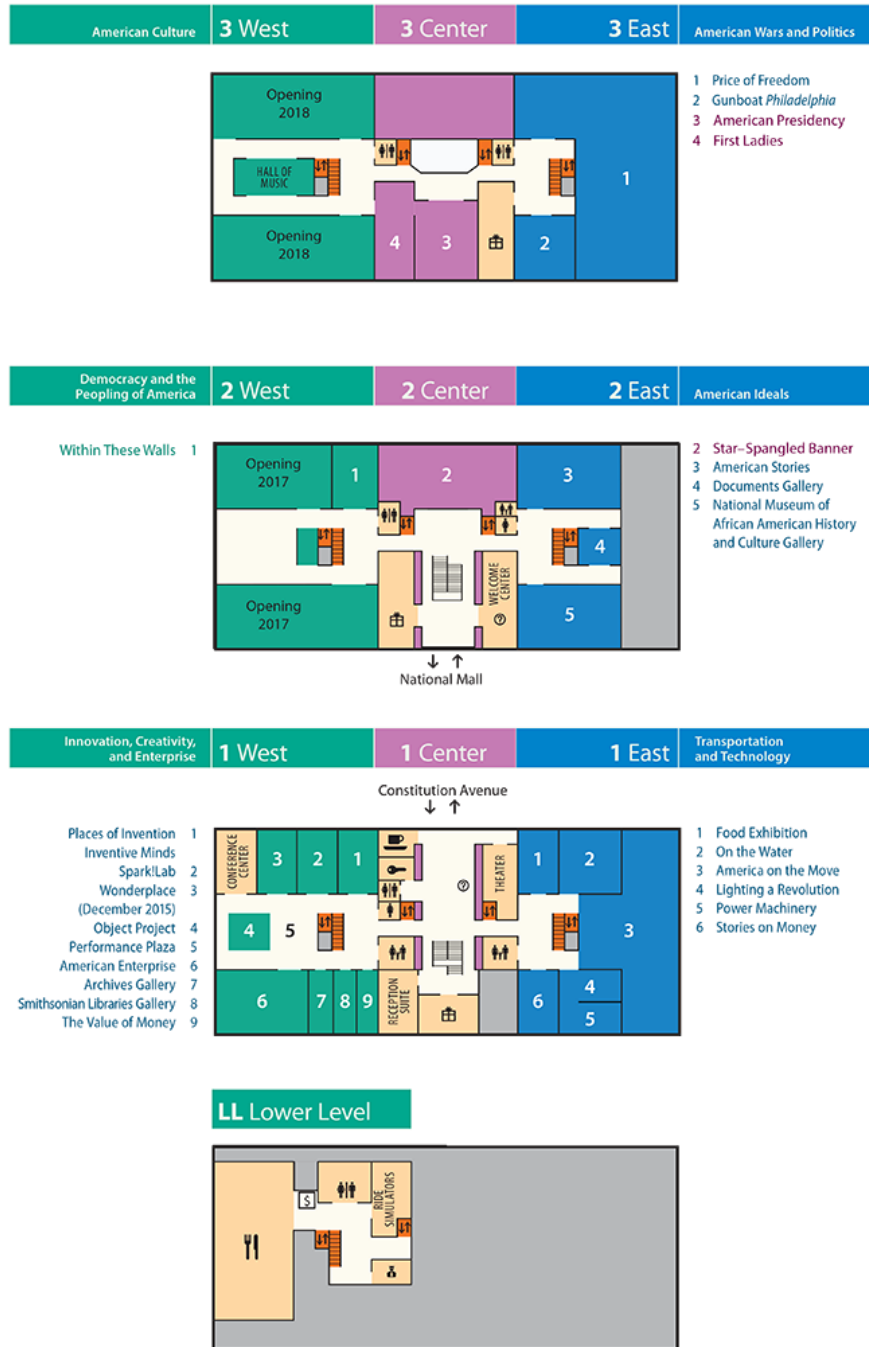 American Culture
3 West
3 Center
3 East
American Wars and Politics
1 Price of Freedom
2 Gunboat Philadelphia
3 American Presidency
4 First Ladies
Opening
2018
HALL OF
MUSIC
Opening
2018
4
3
2
1
Democracy and the
Peopling of America
2 West
2 Center
2 East
American Ideals
Within These Walls 1
2 Star–Spangled Banner
3 American Stories
4 Documents Gallery
5 National Museum of
African American History
and Culture Gallery
Opening
2017
1
2
3
4
WELCOME
CENTER
?
Opening
2017
5
National Mall
Innovation, Creativity,
and Enterprise
1 West
1 Center
1 East
Transportation
and Technology
Constitution Avenue
Places of Invention 1
Inventive Minds
Spark!Lab 2
Wonderplace 3
(December 2015)
Object Project 4
Performance Plaza 5
American Enterprise 6
Archives Gallery 7
Smithsonian Libraries Gallery 8
The Value of Money 9
CONFERENCE
CENTER
3
2
1
?
THEATER
1
2
4
5
3
6
7
8
9
RECEPTION
SUITE
6
4
5
1 Food Exhibition
2 On the Water
3 America on the Move
4 Lighting a Revolution
5 Power Machinery
6 Stories on Money
LL Lower Level
$
RIDE
SIMULATORS